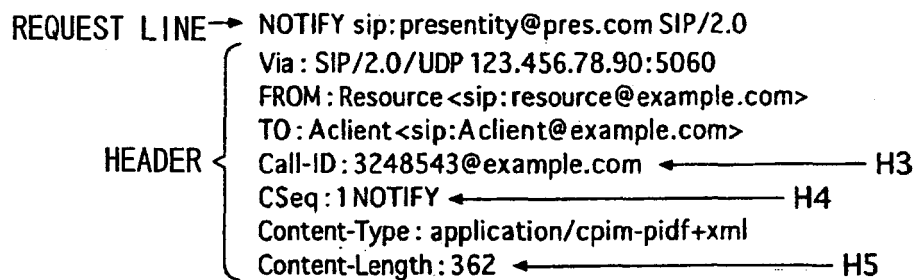 REQUEST LINE NOTIFY sip:presentity@pres.com SIP/2.0
Via : SIP/2.0/UDP 123.456.78.90:5060
FROM : Resource<sip:resource@example.com>
TO : Aclient<sip:Aclient@example.com>
HEADER Call-ID : 3248543@example.com H3
CSeq : 1 NOTIFY H4
Content-Type : application/cpim-pidf+xml
Content-Length : 362 H5